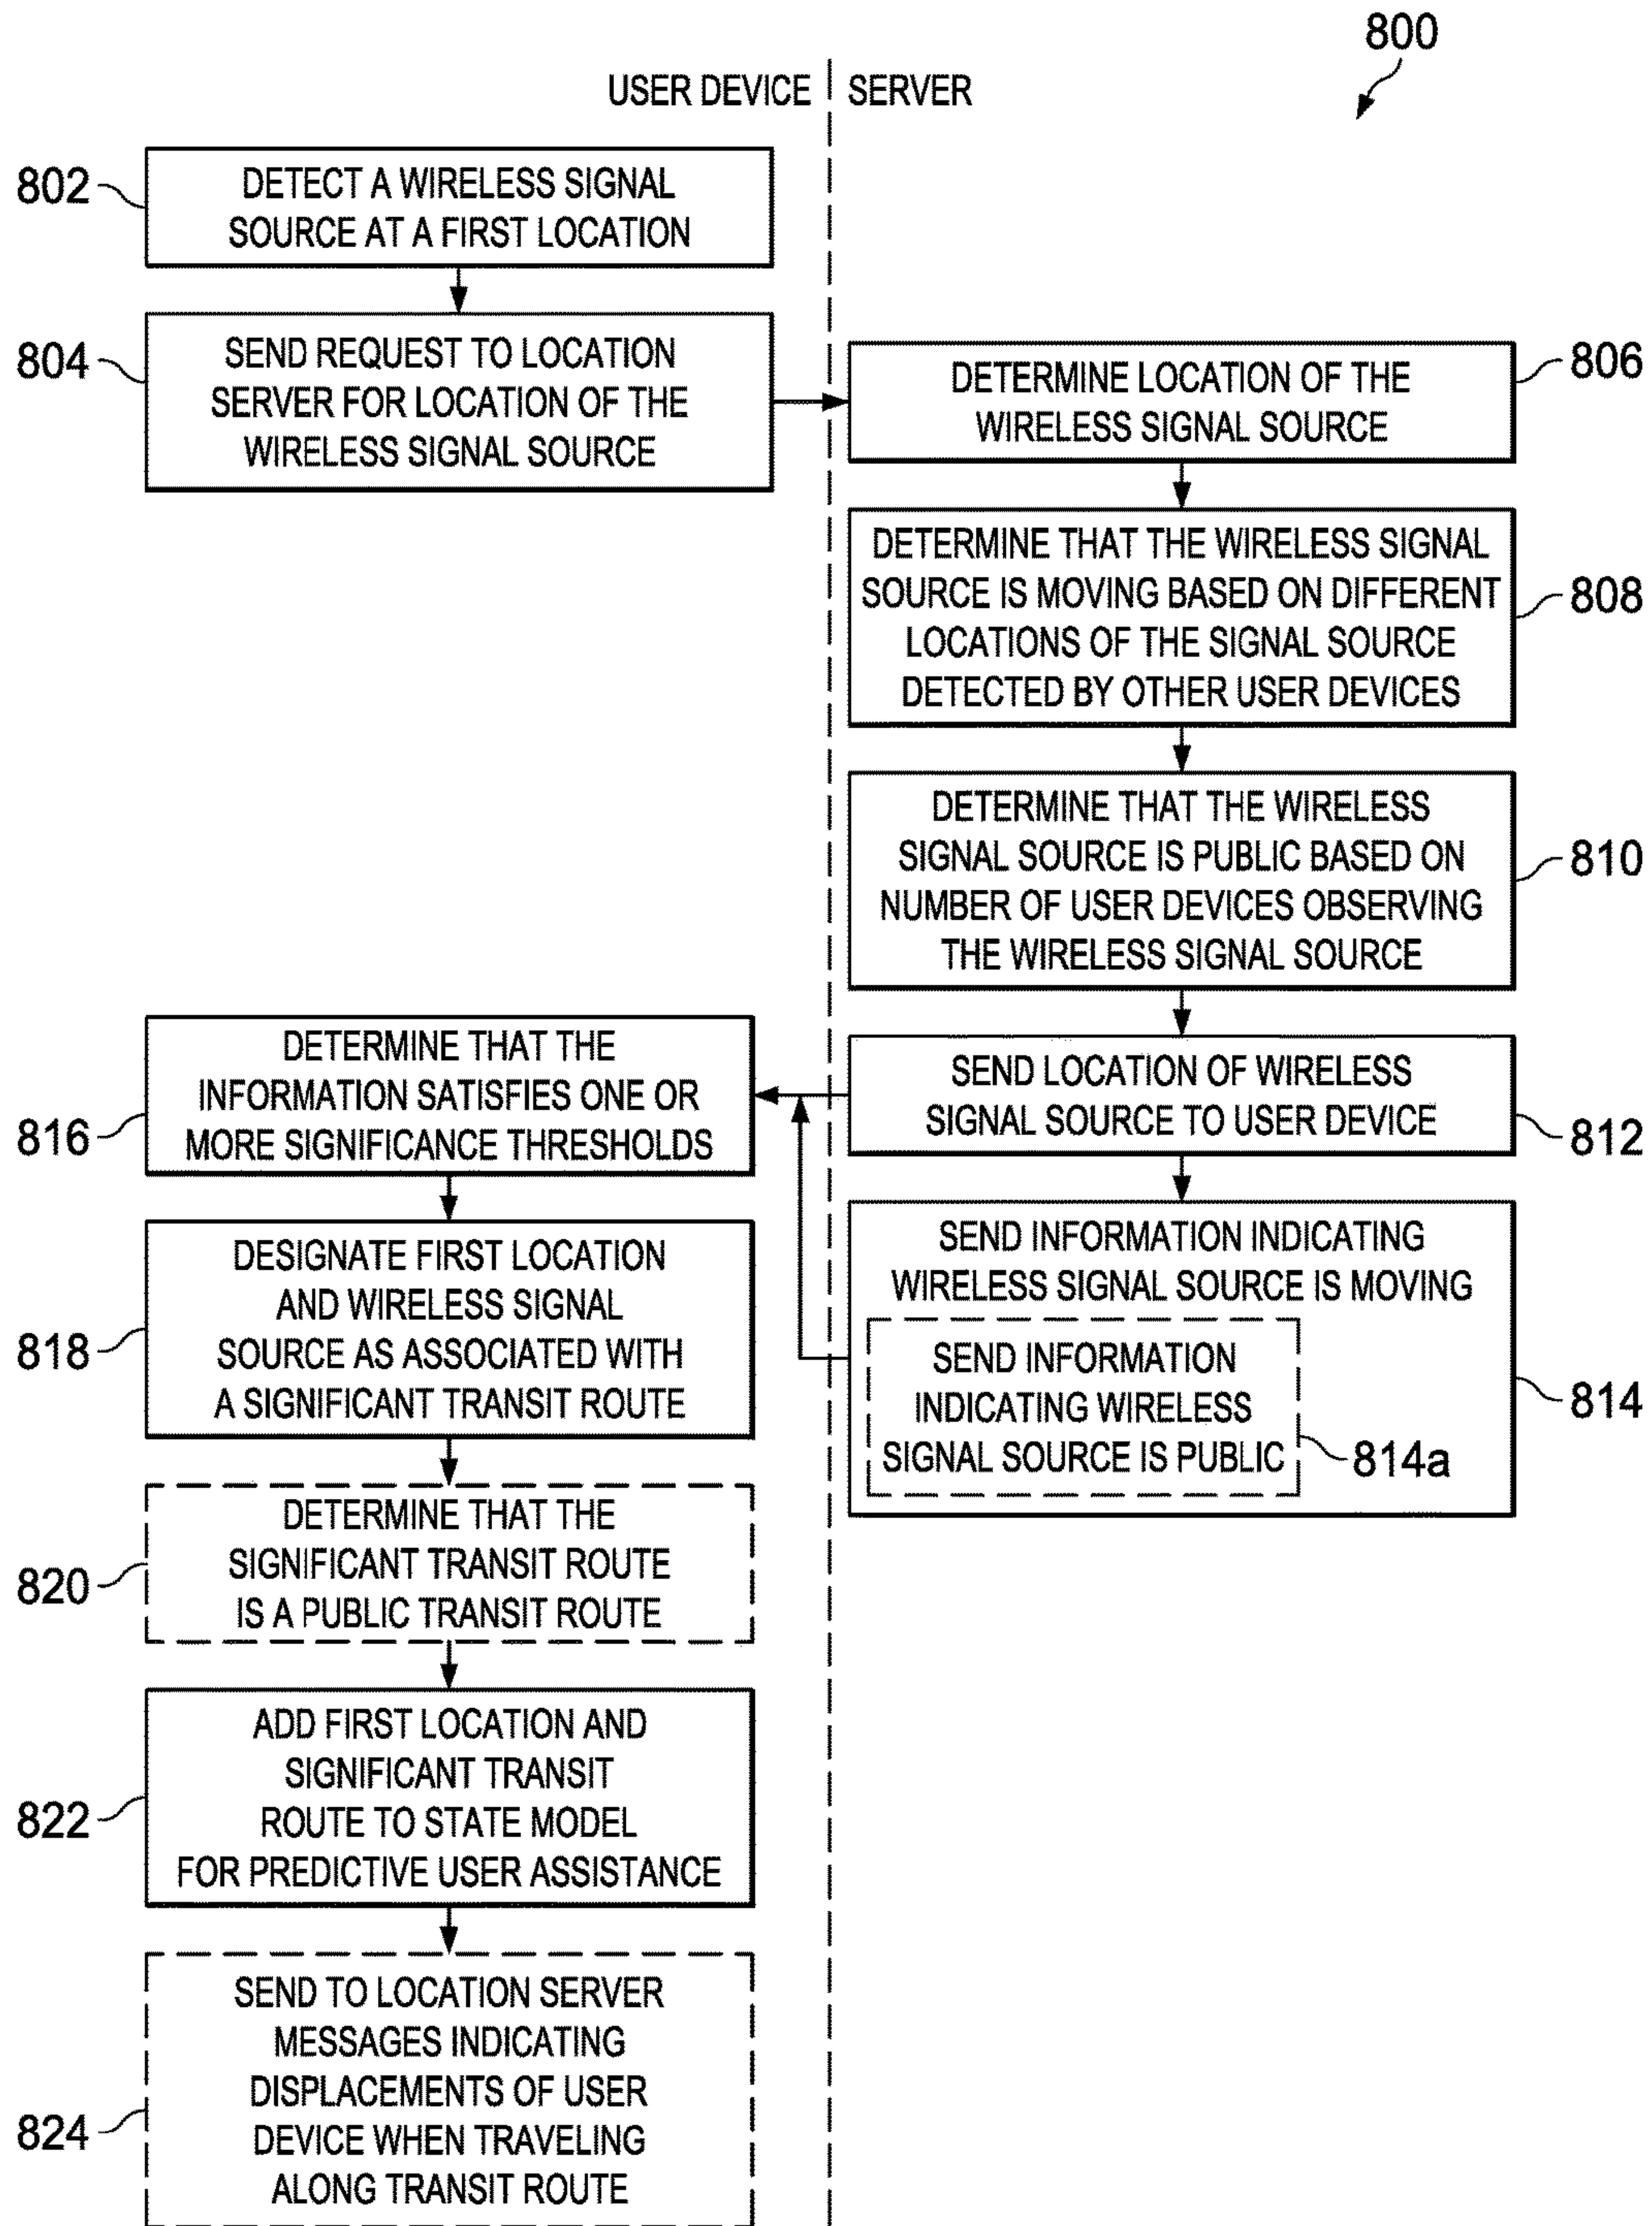 800
USER DEVICE
SERVER
802
DETECT A WIRELESS SIGNAL
SOURCE AT A FIRST LOCATION
804
SEND REQUEST TO LOCATION
SERVER FOR LOCATION OF THE
WIRELESS SIGNAL SOURCE
DETERMINE LOCATION OF THE
WIRELESS SIGNAL SOURCE
806
DETERMINE THAT THE WIRELESS SIGNAL
SOURCE IS MOVING BASED ON DIFFERENT
LOCATIONS OF THE SIGNAL SOURCE
DETECTED BY OTHER USER DEVICES
808
DETERMINE THAT THE WIRELESS
SIGNAL SOURCE IS PUBLIC BASED ON
NUMBER OF USER DEVICES OBSERVING
THE WIRELESS SIGNAL SOURCE
810
SEND LOCATION OF WIRELESS
SIGNAL SOURCE TO USER DEVICE
812
SEND INFORMATION INDICATING
WIRELESS SIGNAL SOURCE IS MOVING
SEND INFORMATION
INDICATING WIRELESS
SIGNAL SOURCE IS PUBLIC
814a
814
816
DETERMINE THAT THE
INFORMATION SATISFIES ONE OR
MORE SIGNIFICANCE THRESHOLDS
818
DESIGNATE FIRST LOCATION
AND WIRELESS SIGNAL
SOURCE AS ASSOCIATED WITH
A SIGNIFICANT TRANSIT ROUTE
820
DETERMINE THAT THE
SIGNIFICANT TRANSIT ROUTE
IS A PUBLIC TRANSIT ROUTE
822
ADD FIRST LOCATION AND
SIGNIFICANT TRANSIT
ROUTE TO STATE MODEL
FOR PREDICTIVE USER ASSISTANCE
824
SEND TO LOCATION SERVER
MESSAGES INDICATING
DISPLACEMENTS OF USER
DEVICE WHEN TRAVELING
ALONG TRANSIT ROUTE